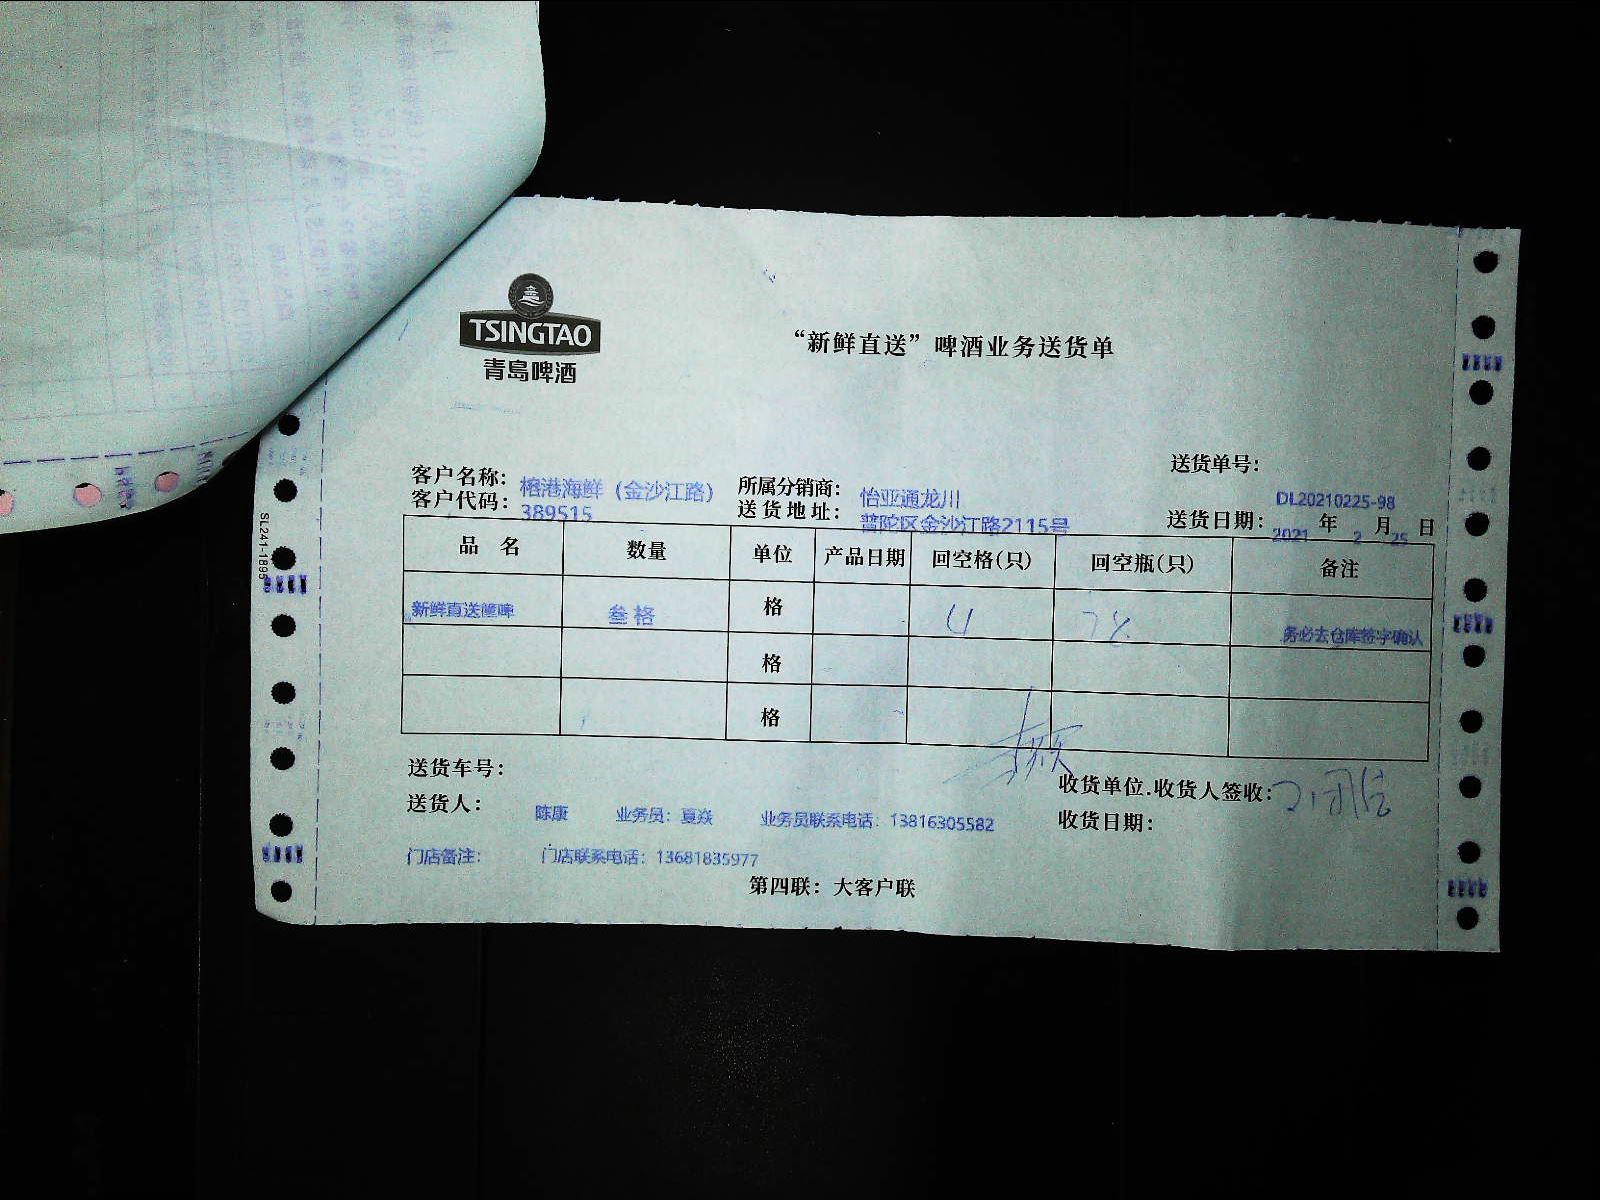 TSINGTAO
青岛啤酒
“新鲜直送”啤酒业务送货单
送货单号： DL20210225-98
客户名称： 榕港海鲜（金沙江路） 所属分销商： 怡亚通龙川
客户代码： 389515 送货地址： 普陀区金沙江路2115号 送货日期： 2021 年 2 月 25 日
品 名 数量 单位 产品日期 回空格(只) 回空瓶(只) 备注
新鲜直送筐啤 叁格 格 4 务必去仓库签字确认
格
格
送货车号： 收货单位.收货人签收：
送货人： 陈康 业务员：夏焱 业务员联系电话：13816305582 收货日期：
门店备注： 门店联系电话：13681835977
第四联：大客户联
SL241-1895